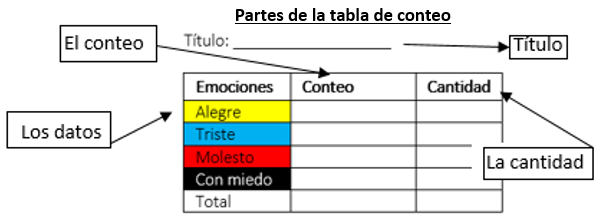 Partes de la tabla de conteo
El conteo
Título: ____________________
Título
Emociones Conteo Cantidad
Alegre
Los datos
Triste
Molesto
La cantidad
Con miedo
Total